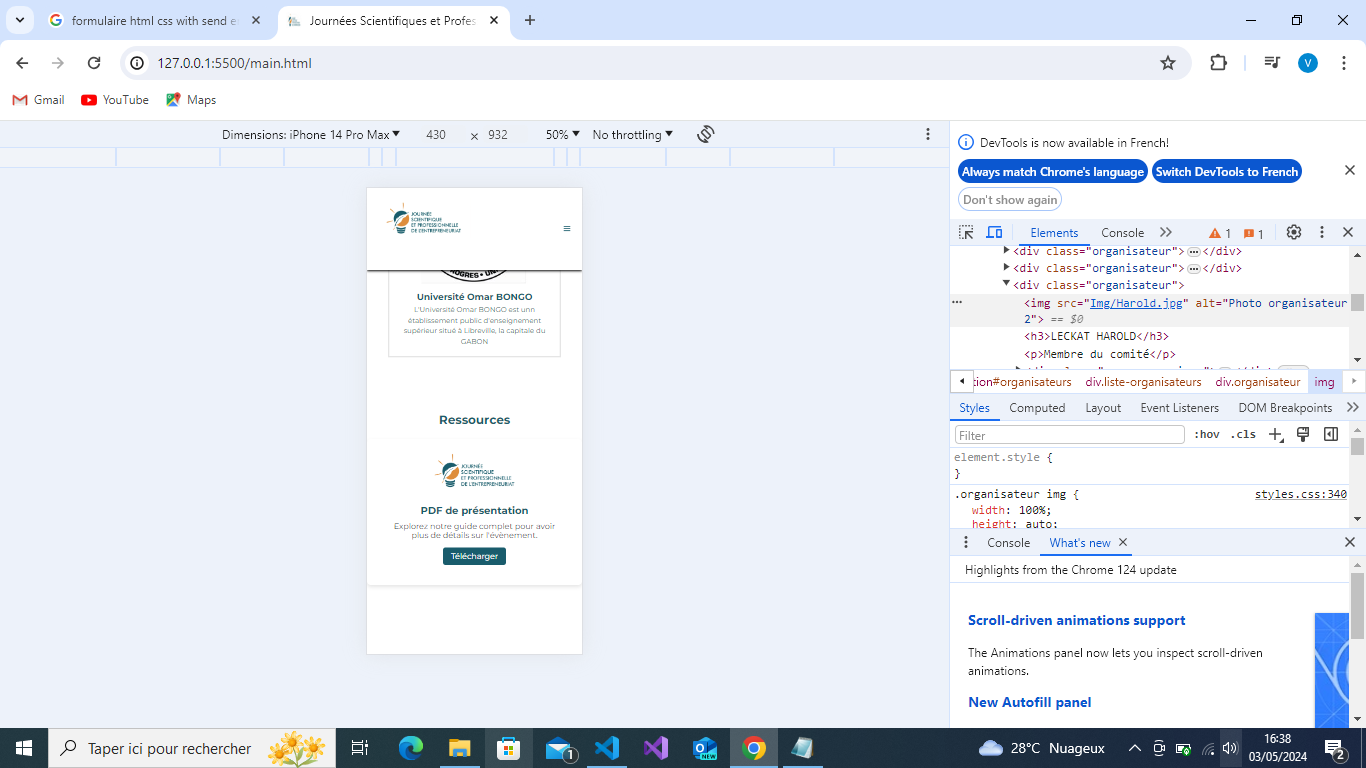 formulaire html css with send e
Journées Scientifiques et Profes
127.0.0.1:5500/main.html
V
Gmail
YouTube
Maps
Dimensions: iPhone 14 Pro Max
430
×
932
50%
No throttling
JOURNÉE
SCIENTIFIQUE
ET PROFESSIONNELLE
DE L'ENTREPREUNERIAT
Université Omar BONGO
L'Université Omar BONGO est unn
établissement public d'enseignement
supérieur situé à Libreville, la capitale du
GABON
Ressources
JOURNÉE
SCIENTIFIQUE
ET PROFESSIONNELLE
DE L'ENTREPREUNERIAT
PDF de présentation
Explorez notre guide complet pour avoir
plus de détails sur l'évènement.
Télécharger
DevTools is now available in French!
Always match Chrome's language
Switch DevTools to French
Don't show again
Elements
Console
1
1
<div class="organisateur"> … </div>
<div class="organisateur"> … </div>
<div class="organisateur">
<img src="Img/Harold.jpg" alt="Photo organisateur
2"> == $0
<h3>LECKAT HAROLD</h3>
<p>Membre du comité</p>
tion#organisateurs
div.liste-organisateurs
div.organisateur
img
Styles
Computed
Layout
Event Listeners
DOM Breakpoints
Filter
:hov
.cls
element.style {
}
.organisateur img {
styles.css:340
width: 100%;
height: auto;
Console
What's new
Highlights from the Chrome 124 update
Scroll-driven animations support
The Animations panel now lets you inspect scroll-driven
animations.
New Autofill panel
Taper ici pour rechercher
1
NEW
28°C Nuageux
16:38
03/05/2024
2